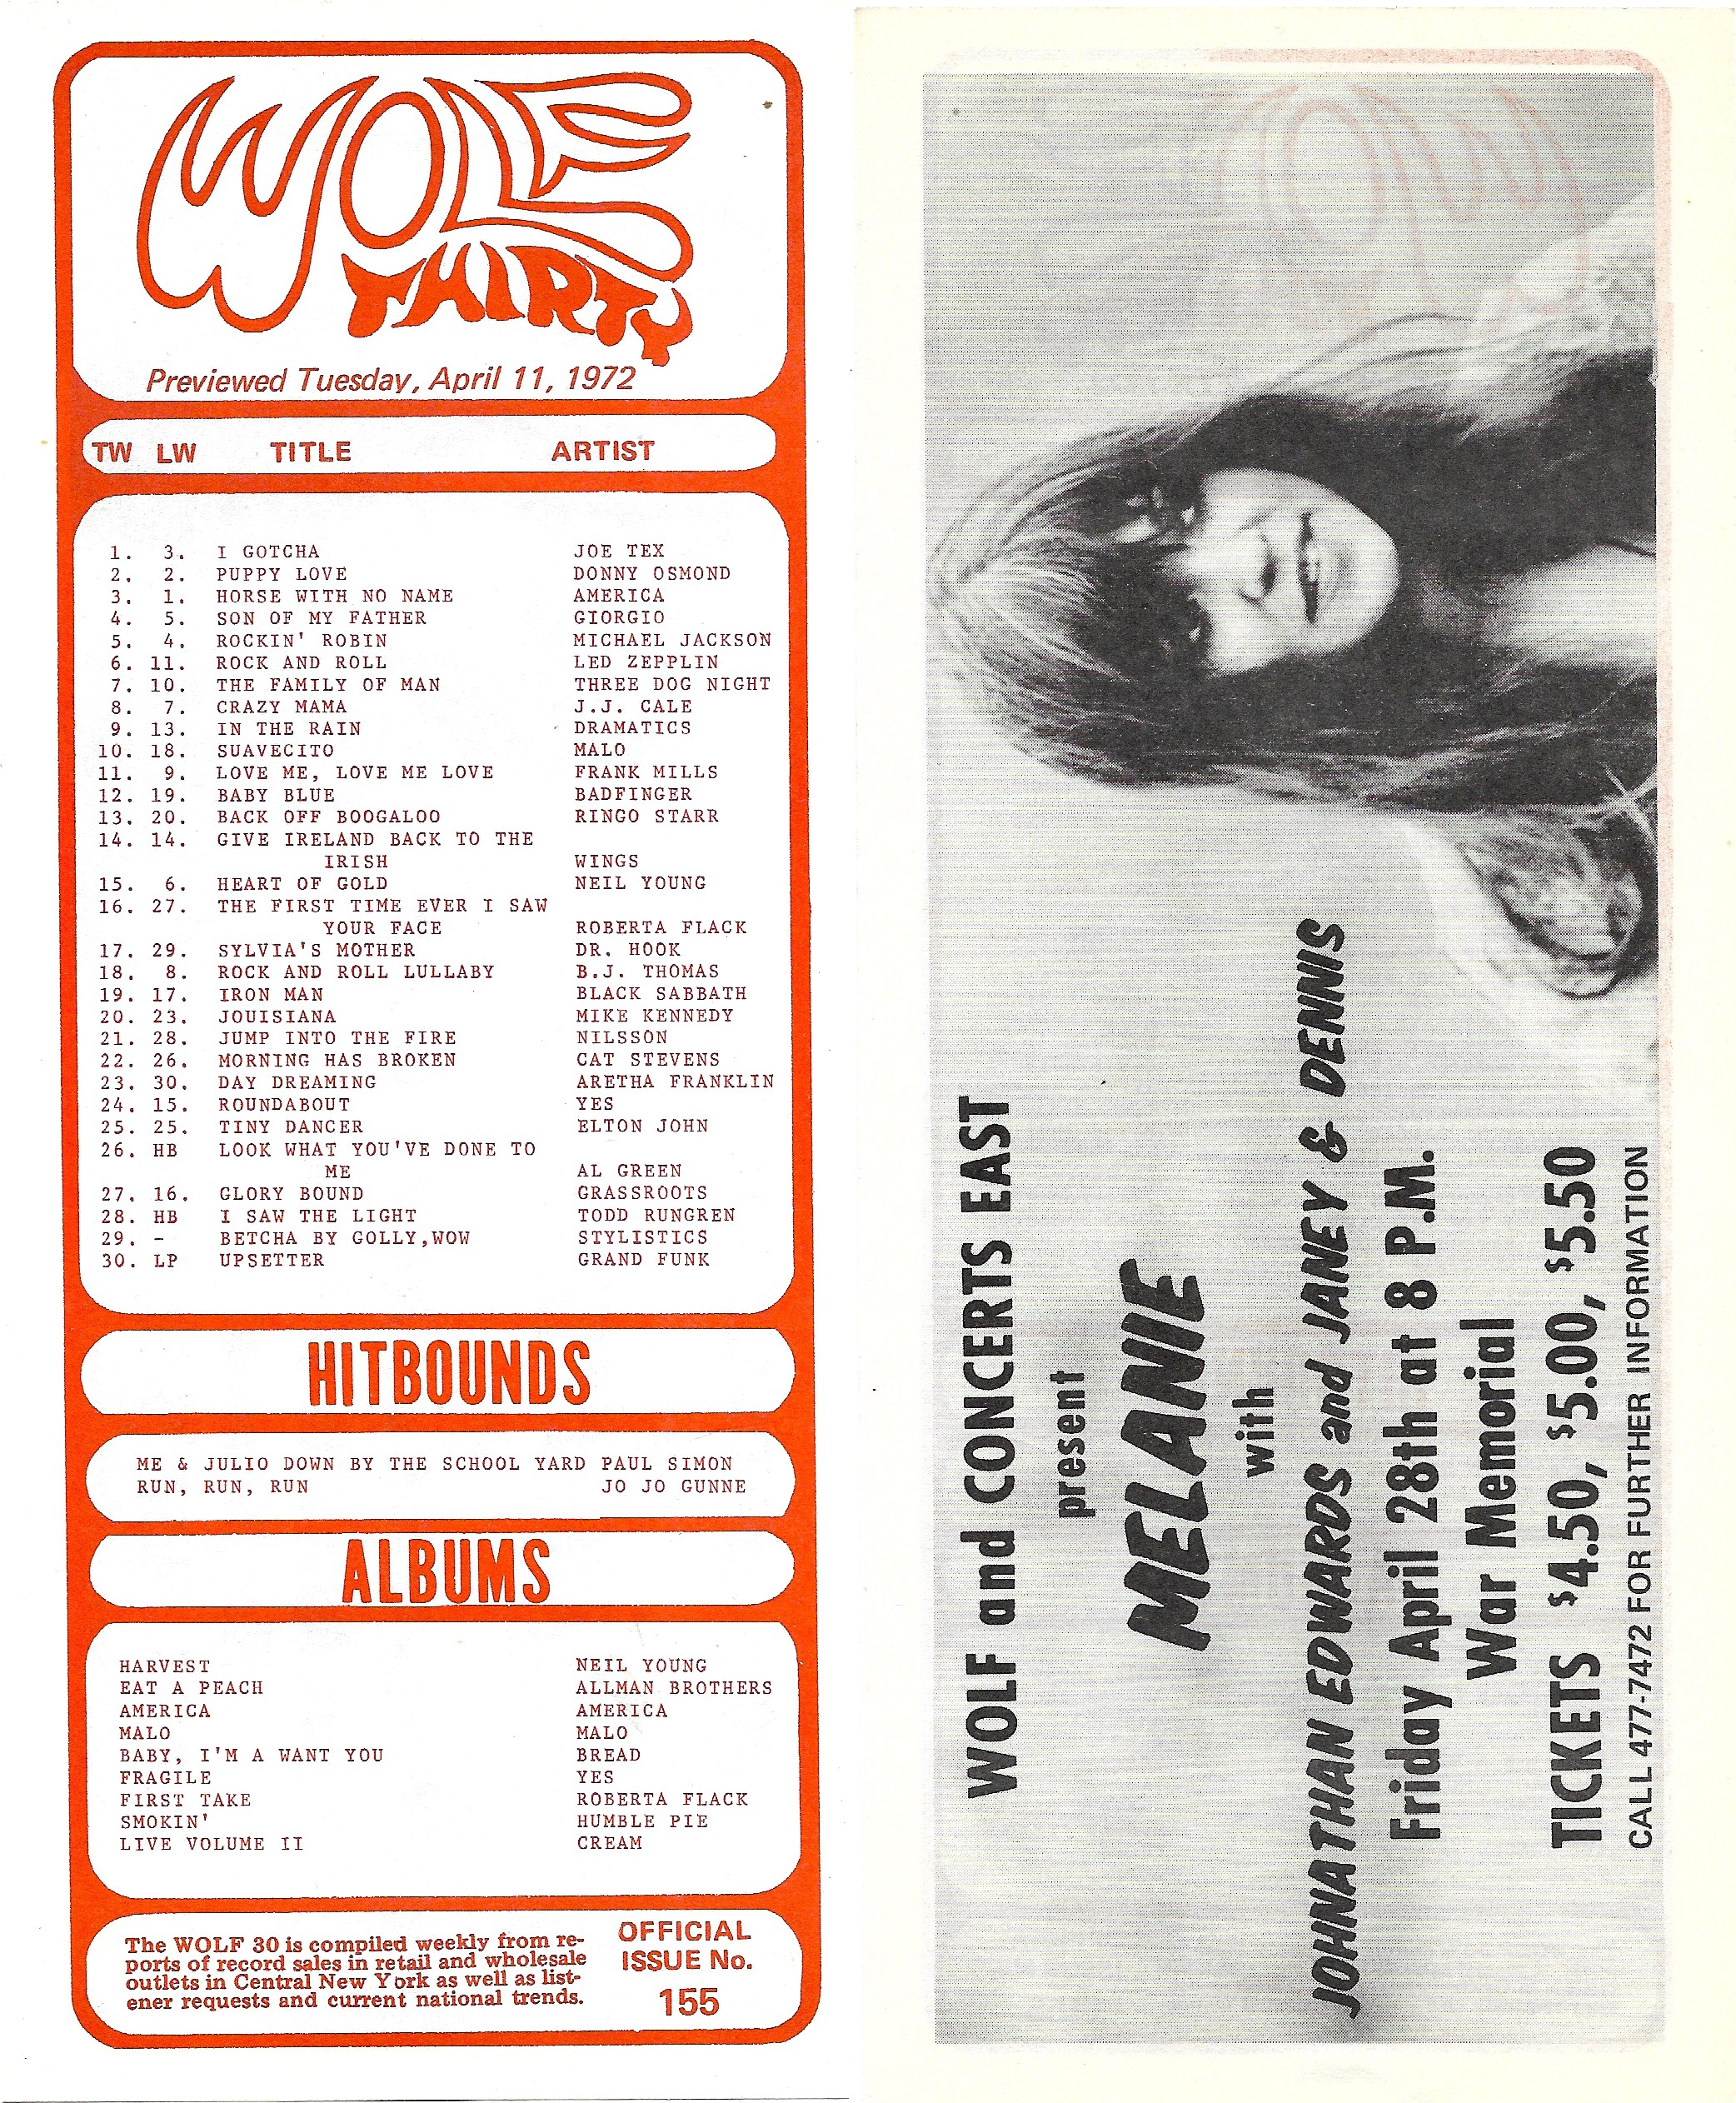 WOLF
THIRTY
Previewed Tuesday, April 11, 1972
TW LW TITLE ARTIST
1. 3. I GOTCHA JOE TEX
2. 2. PUPPY LOVE DONNY OSMOND
3. 1. HORSE WITH NO NAME AMERICA
4. 5. SON OF MY FATHER GIORGIO
5. 4. ROCKIN' ROBIN MICHAEL JACKSON
6. 11. ROCK AND ROLL LED ZEPPLIN
7. 10. THE FAMILY OF MAN THREE DOG NIGHT
8. 7. CRAZY MAMA J.J. CALE
9. 13. IN THE RAIN DRAMATICS
10. 18. SUAVECITO MALO
11. 9. LOVE ME, LOVE ME LOVE FRANK MILLS
12. 19. BABY BLUE BADFINGER
13. 20. BACK OFF BOOGALOO RINGO STARR
14. 14. GIVE IRELAND BACK TO THE
IRISH WINGS
15. 6. HEART OF GOLD NEIL YOUNG
16. 27. THE FIRST TIME EVER I SAW
YOUR FACE ROBERTA FLACK
17. 29. SYLVIA'S MOTHER DR. HOOK
18. 8. ROCK AND ROLL LULLABY B.J. THOMAS
19. 17. IRON MAN BLACK SABBATH
20. 23. JOUISIANA MIKE KENNEDY
21. 28. JUMP INTO THE FIRE NILSSON
22. 26. MORNING HAS BROKEN CAT STEVENS
23. 30. DAY DREAMING ARETHA FRANKLIN
24. 15. ROUNDABOUT YES
25. 25. TINY DANCER ELTON JOHN
26. HB LOOK WHAT YOU'VE DONE TO
ME AL GREEN
27. 16. GLORY BOUND GRASSROOTS
28. HB I SAW THE LIGHT TODD RUNGREN
29. - BETCHA BY GOLLY,WOW STYLISTICS
30. LP UPSETTER GRAND FUNK
HITBOUNDS
ME & JULIO DOWN BY THE SCHOOL YARD PAUL SIMON
RUN, RUN, RUN JO JO GUNNE
ALBUMS
HARVEST NEIL YOUNG
EAT A PEACH ALLMAN BROTHERS
AMERICA AMERICA
MALO MALO
BABY, I'M A WANT YOU BREAD
FRAGILE YES
FIRST TAKE ROBERTA FLACK
SMOKIN' HUMBLE PIE
LIVE VOLUME II CREAM
The WOLF 30 is compiled weekly from re-
ports of record sales in retail and wholesale
outlets in Central New York as well as list-
ener requests and current national trends.
OFFICIAL
ISSUE No.
155
WOLF and CONCERTS EAST
present
MELANIE
with
JOHNATHAN EDWARDS and JANEY & DENNIS
Friday April 28th at 8 P.M.
War Memorial
TICKETS $4.50, $5.00, $5.50
CALL 477-7472 FOR FURTHER INFORMATION